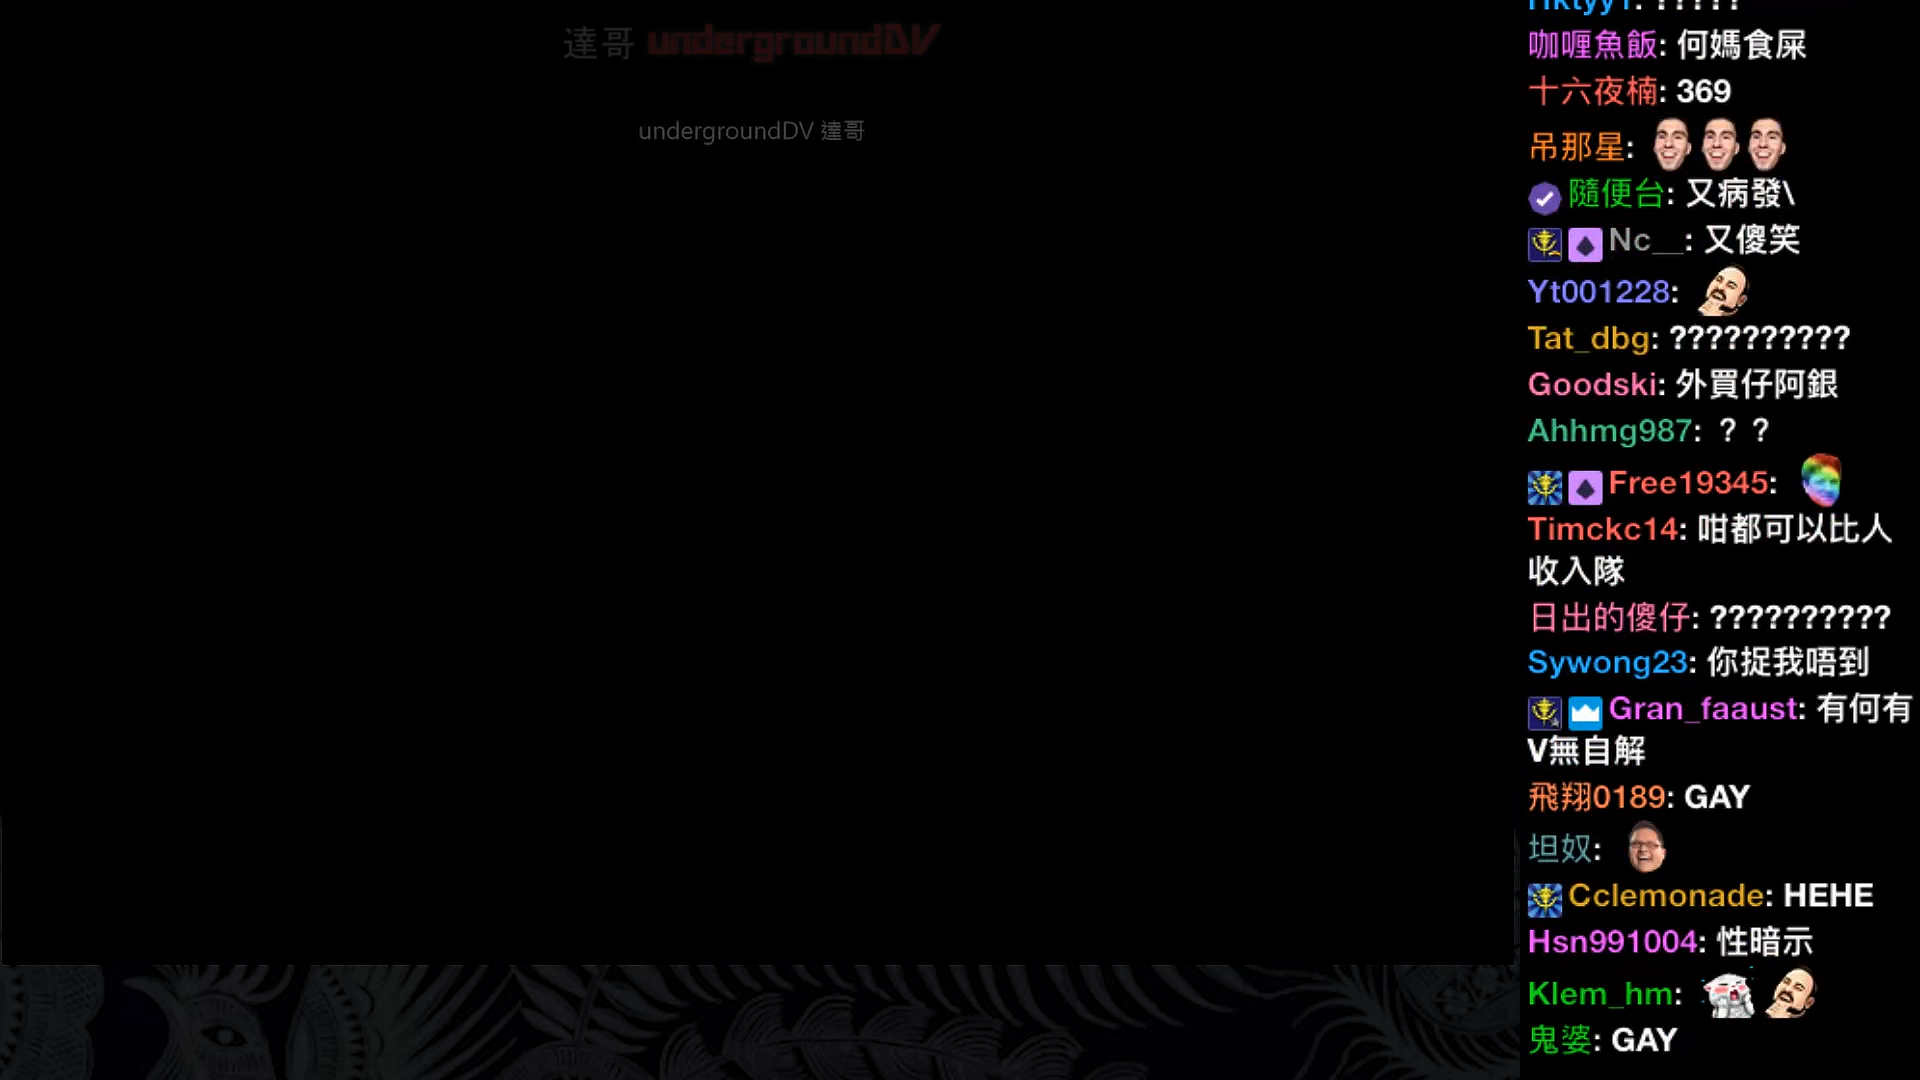 達哥 undergroundDV
undergroundDV 達哥
Hktyy1: ?????
咖喱魚飯: 何媽食屎
十六夜楠: 369
吊那星:
隨便台: 又病發\
Nc__: 又傻笑
Yt001228:
Tat_dbg: ??????????
Goodski: 外買仔阿銀
Ahhmg987: ？？
Free19345:
Timckc14: 咁都可以比人
收入隊
日出的傻仔: ??????????
Sywong23: 你捉我唔到
Gran_faaust: 有何有
V無自解
飛翔0189: GAY
坦奴:
Cclemonade: HEHE
Hsn991004: 性暗示
Klem_hm:
鬼婆: GAY